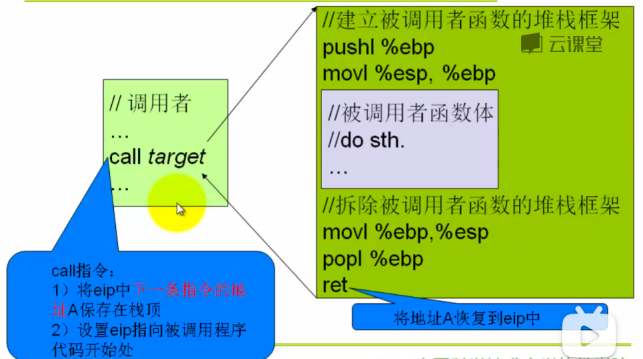 // 调用者
…
call target
…
call指令：
1）将eip中下一条指令的地
址A保存在栈顶
2）设置eip指向被调用程序
代码开始处
//建立被调用者函数的堆栈框架
pushl %ebp
movl %esp, %ebp
云课堂
//被调用者函数体
//do sth.
…
//拆除被调用者函数的堆栈框架
movl %ebp,%esp
popl %ebp
ret
将地址A恢复到eip中